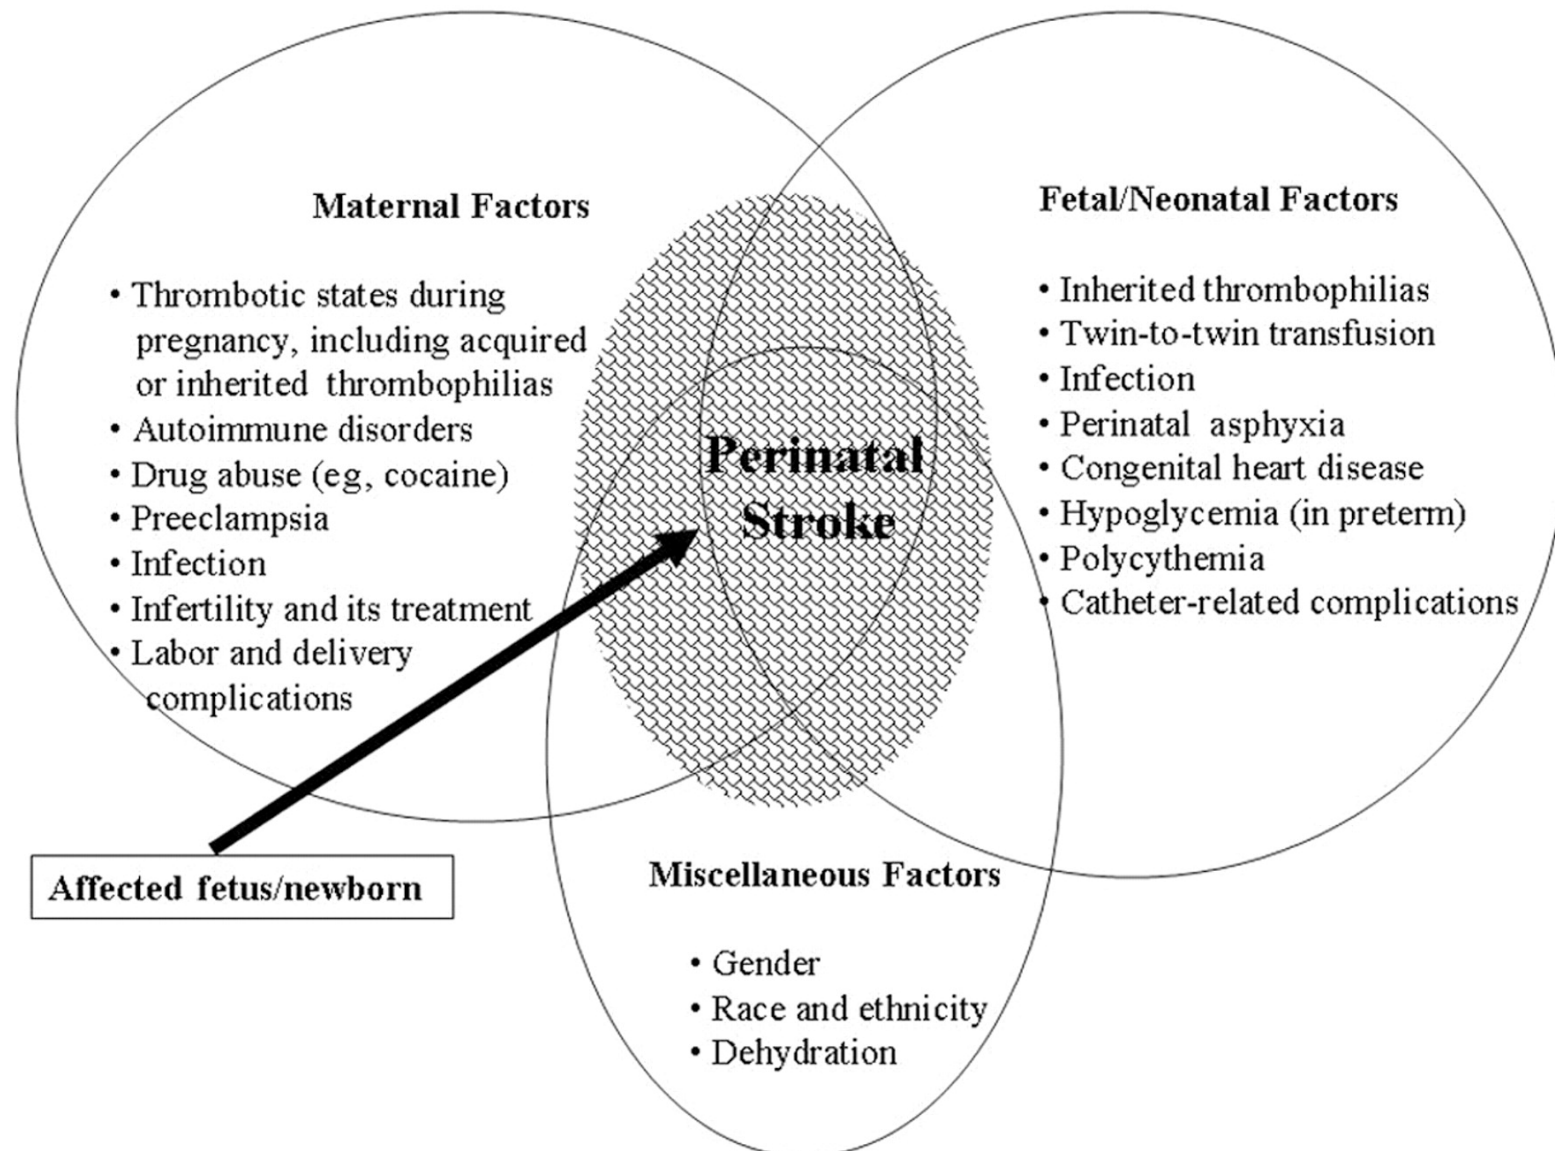 Maternal Factors
• Thrombotic states during
pregnancy, including acquired
or inherited thrombophilias
• Autoimmune disorders
• Drug abuse (eg, cocaine)
• Preeclampsia
• Infection
• Infertility and its treatment
• Labor and delivery
complications
Fetal/Neonatal Factors
• Inherited thrombophilias
• Twin-to-twin transfusion
• Infection
• Perinatal asphyxia
• Congenital heart disease
• Hypoglycemia (in preterm)
• Polycythemia
• Catheter-related complications
Perinatal
Stroke
Affected fetus/newborn
Miscellaneous Factors
• Gender
• Race and ethnicity
• Dehydration